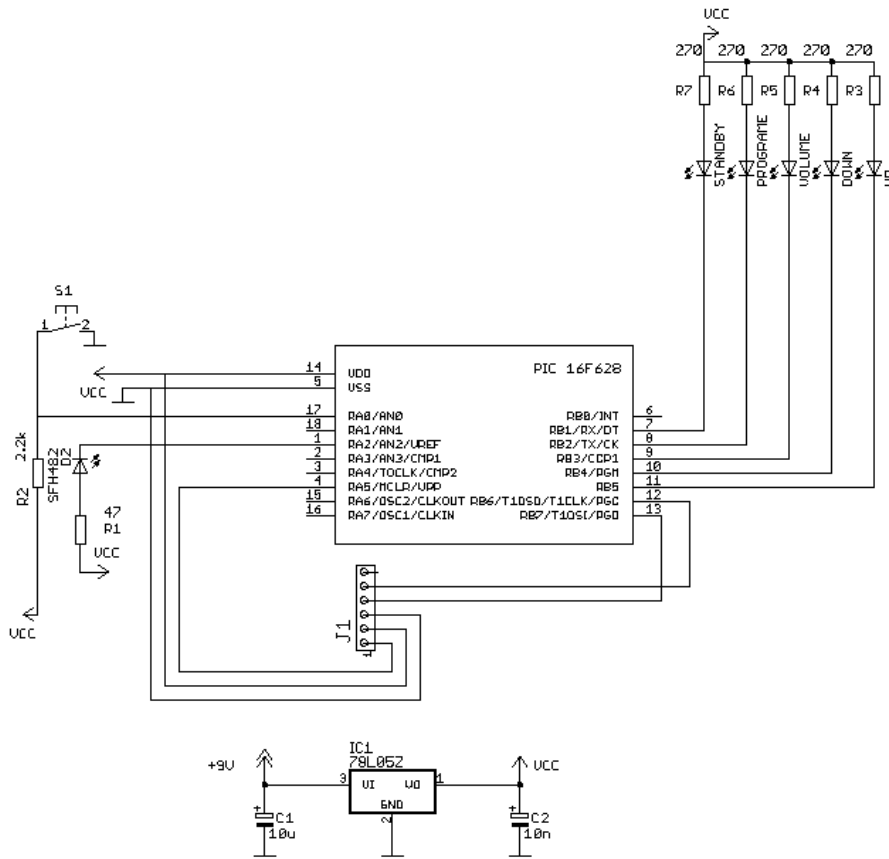 VCC
270 270 270 270 270
R7 R6 R5 R4 R3
STANDBY
PROGRAME
VOLUME
DOWN
S1
1 2
VCC
14 VDD
5 VSS
PIC 16F628
17 RA0/AN0
18 RA1/AN1
1 RA2/AN2/VREF
2 RA3/AN3/CMP1
3 RA4/TOCLK/CMP2
4 RA5/MCLR/VPP
15 RA6/OSC2/CLKOUT
16 RA7/OSC1/CLKIN
RB0/INT 6
RB1/RX/DT 7
RB2/TX/CK 8
RB3/CCP1 9
RB4/PGM 10
RB5 11
RB6/T1OSO/T1CLK/PGC 12
RB7/T1OSI/PGD 13
2.2k
R2
SFH482
D2
47
R1
VCC
VCC
J1
1
+9V
IC1
78L05Z
3 VI VO 1
GND
2
VCC
C1
10u
C2
10n